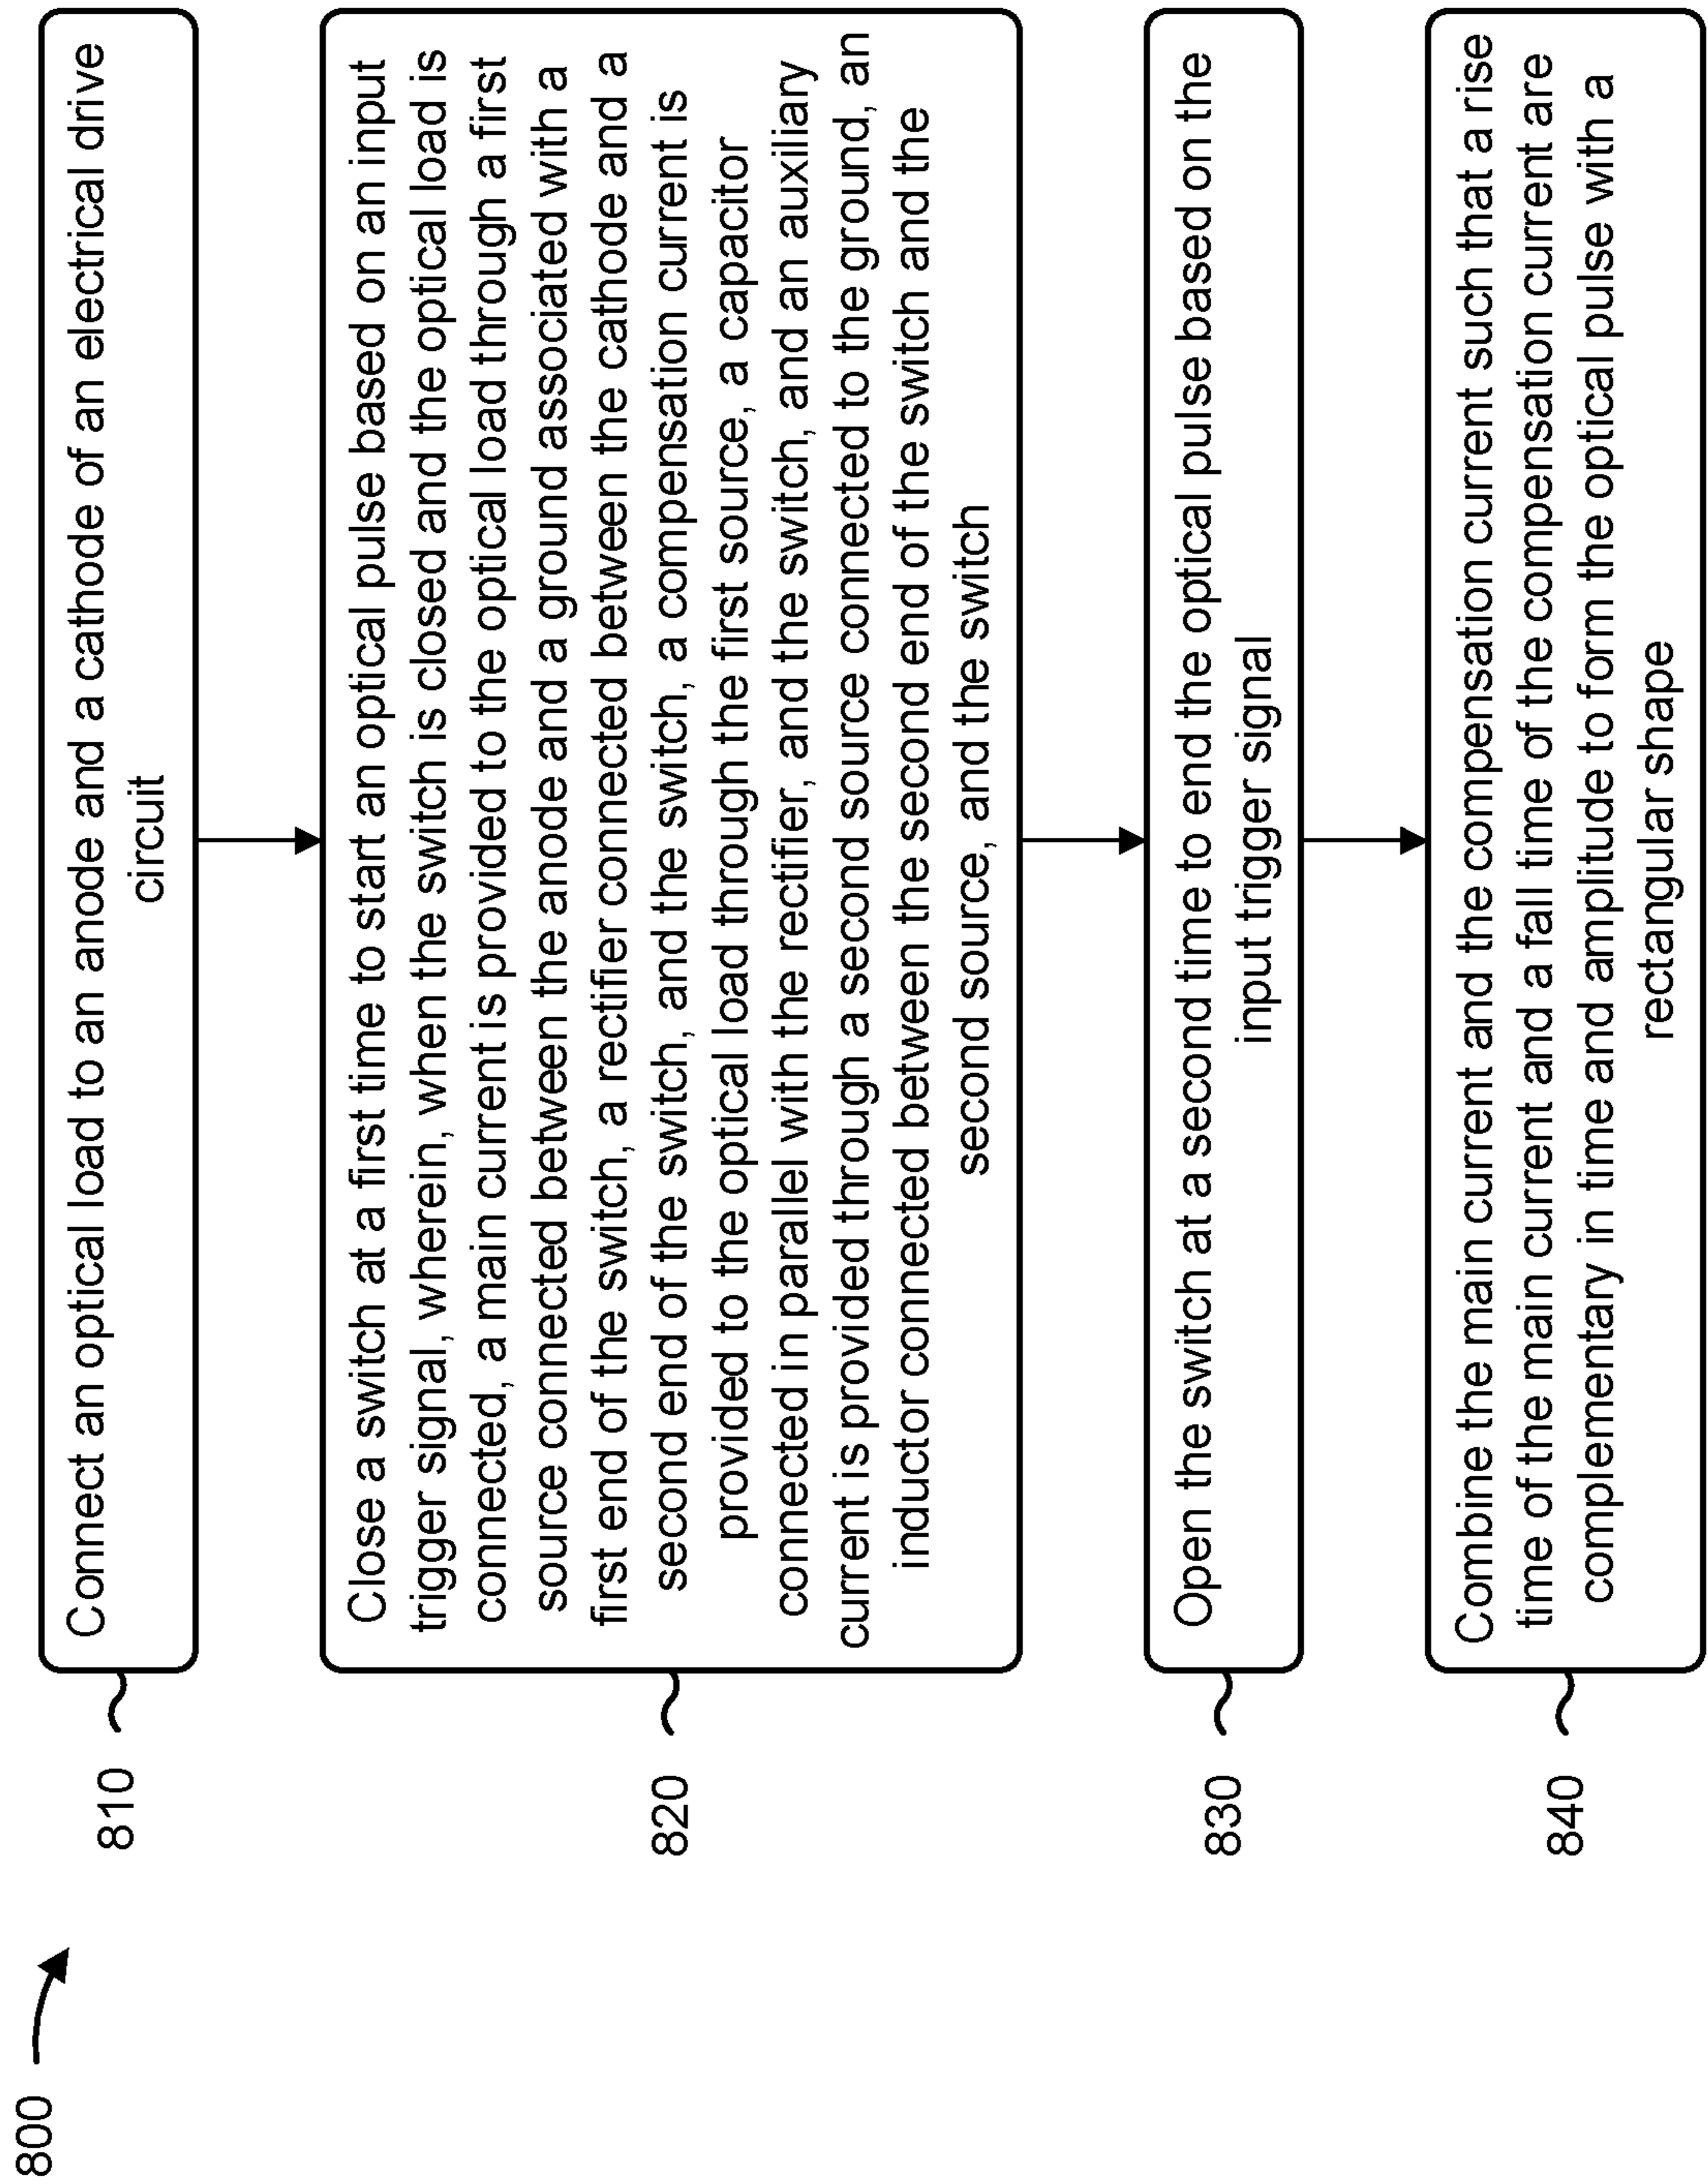 800
810
Connect an optical load to an anode and a cathode of an electrical drive
circuit
820
Close a switch at a first time to start an optical pulse based on an input
trigger signal, wherein, when the switch is closed and the optical load is
connected, a main current is provided to the optical load through a first
source connected between the anode and a ground associated with a
first end of the switch, a rectifier connected between the cathode and a
second end of the switch, and the switch, a compensation current is
provided to the optical load through the first source, a capacitor
connected in parallel with the rectifier, and the switch, and an auxiliary
current is provided through a second source connected to the ground, an
inductor connected between the second end of the switch and the
second source, and the switch
830
Open the switch at a second time to end the optical pulse based on the
input trigger signal
840
Combine the main current and the compensation current such that a rise
time of the main current and a fall time of the compensation current are
complementary in time and amplitude to form the optical pulse with a
rectangular shape